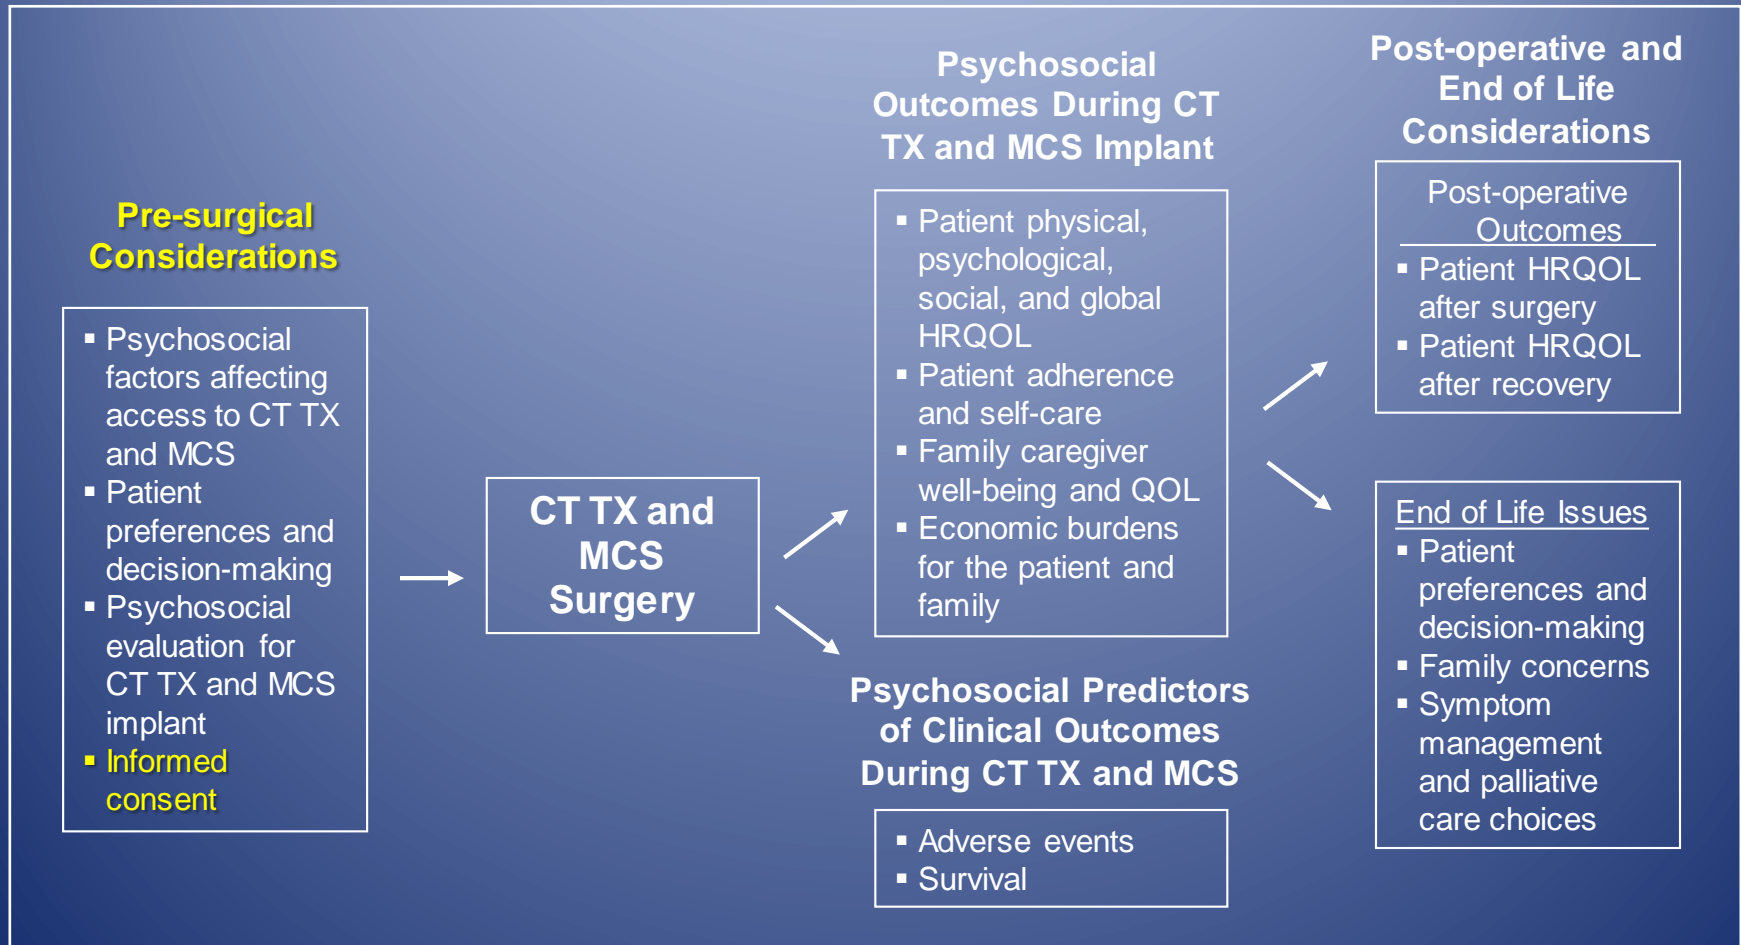 Pre-surgical
Considerations
▪ Psychosocial
factors affecting
access to CT TX
and MCS
▪ Patient
preferences and
decision-making
▪ Psychosocial
evaluation for
CT TX and MCS
implant
▪ Informed
consent
CT TX and
MCS
Surgery
Psychosocial
Outcomes During CT
TX and MCS Implant
▪ Patient physical,
psychological,
social, and global
HRQOL
▪ Patient adherence
and self-care
▪ Family caregiver
well-being and QOL
▪ Economic burdens
for the patient and
family
Psychosocial Predictors
of Clinical Outcomes
During CT TX and MCS
▪ Adverse events
▪ Survival
Post-operative and
End of Life
Considerations
Post-operative
Outcomes
▪ Patient HRQOL
after surgery
▪ Patient HRQOL
after recovery
End of Life Issues
▪ Patient
preferences and
decision-making
▪ Family concerns
▪ Symptom
management
and palliative
care choices